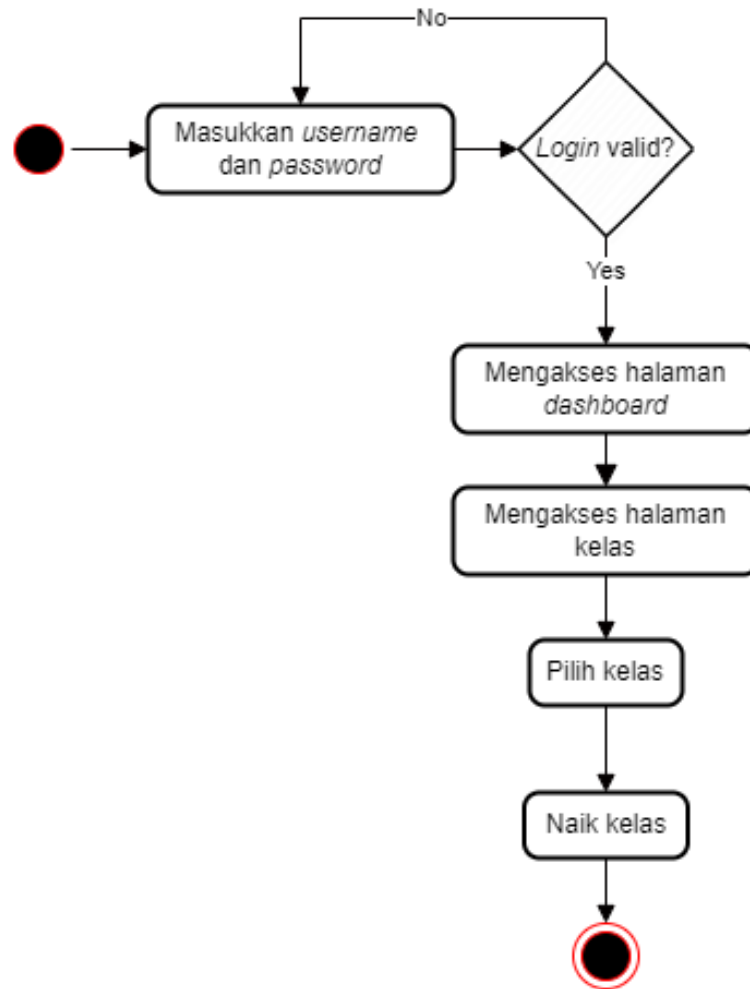 No
Masukkan username
dan password
Login valid?
Yes
Mengakses halaman
dashboard
Mengakses halaman
kelas
Pilih kelas
Naik kelas